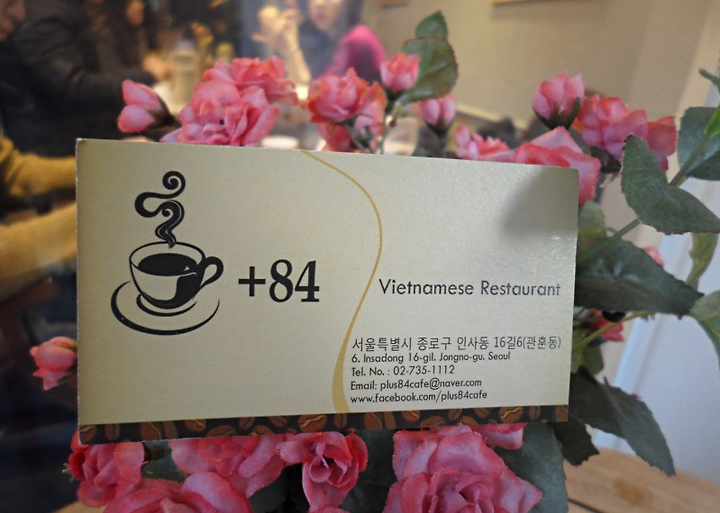 +84
Vietnamese Restaurant
서울특별시 종로구 인사동 16길6(관훈동)
6. Insadong 16-gil. Jongno-gu. Seoul
Tel. No. : 02-735-1112
Email: plus84cafe@naver.com
www.facebook.com/plus84cafe